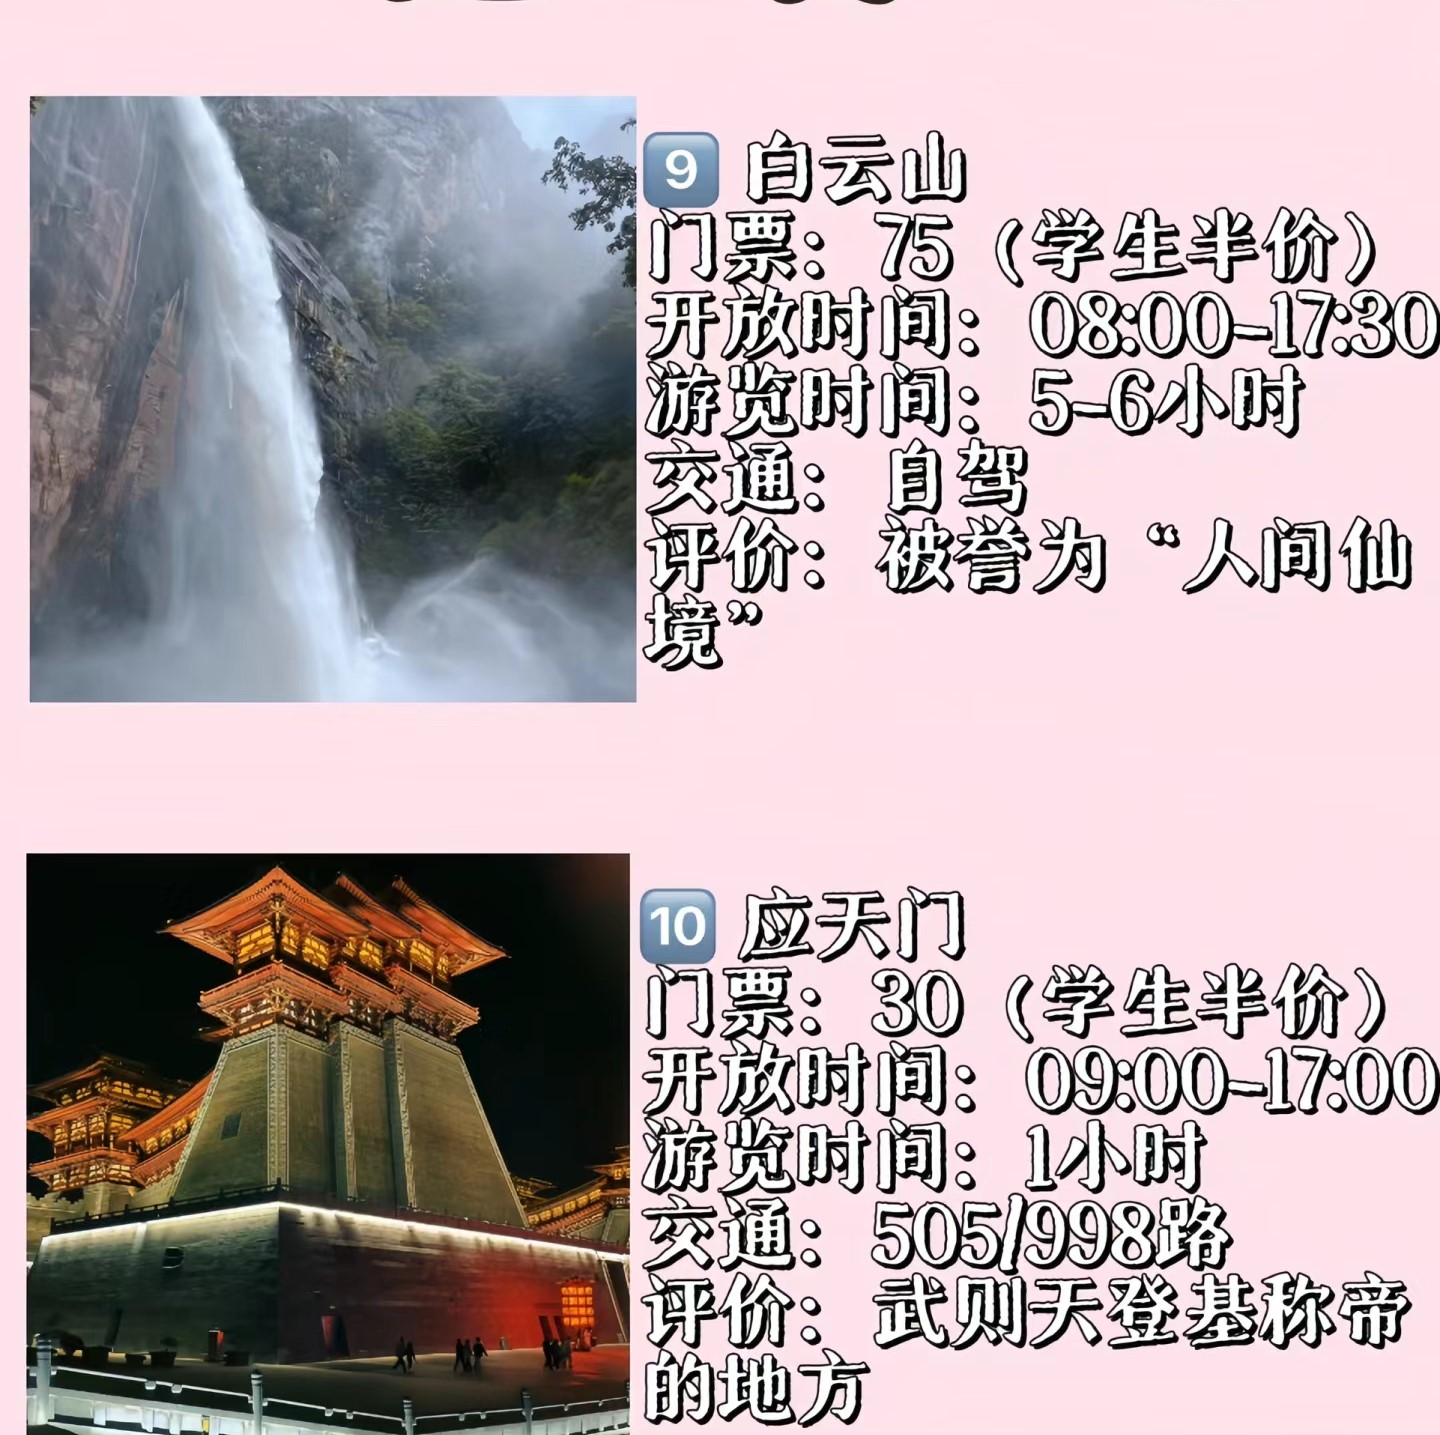 9 白云山
门票：75（学生半价）
开放时间：08:00-17:30
游览时间：5-6小时
交通：自驾
评价：被誉为“人间仙
境”
10 应天门
门票：30（学生半价）
开放时间：09:00-17:00
游览时间：1小时
交通：505/998路
评价：武则天登基称帝
的地方